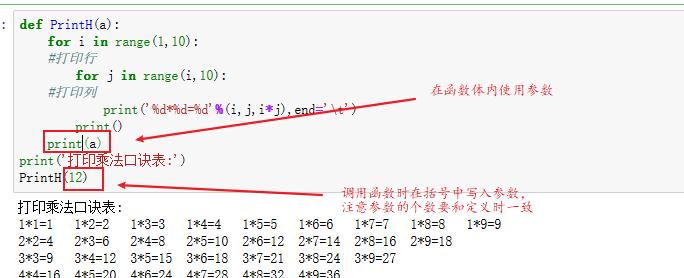 : def PrintH(a):
for i in range(1,10):
#打印行
for j in range(i,10):
#打印列
print('%d*%d=%d'%(i,j,i*j),end='\t')
print()
print(a)
print('打印乘法口诀表:')
PrintH(12)
在函数体内使用参数
调用函数时在括号中写入参数,
注意参数的个数要和定义时一致
打印乘法口诀表:
1*1=1 1*2=2 1*3=3 1*4=4 1*5=5 1*6=6 1*7=7 1*8=8 1*9=9
2*2=4 2*3=6 2*4=8 2*5=10 2*6=12 2*7=14 2*8=16 2*9=18
3*3=9 3*4=12 3*5=15 3*6=18 3*7=21 3*8=24 3*9=27
4*4=16 4*5=20 4*6=24 4*7=28 4*8=32 4*9=36